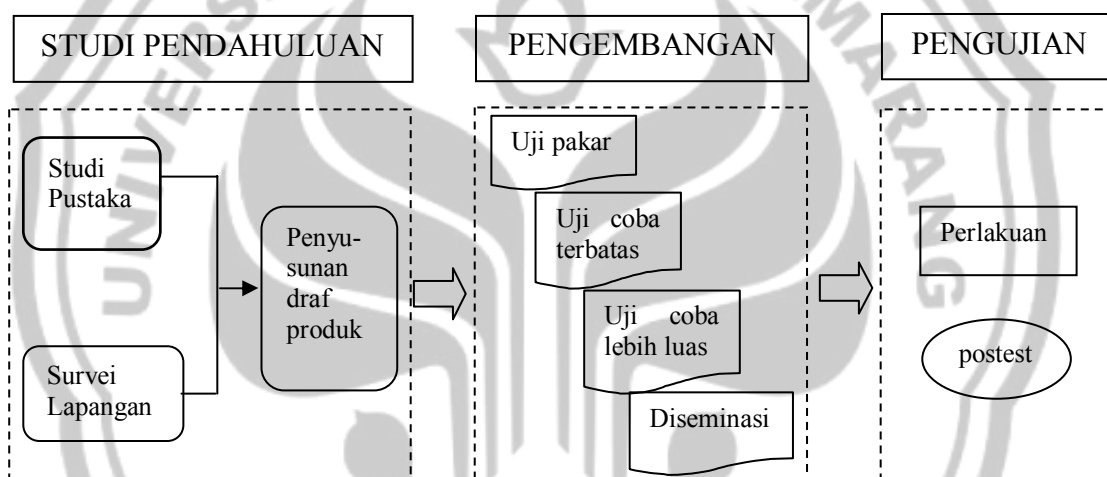 STUDI PENDAHULUAN
PENGEMBANGAN
PENGUJIAN
Studi
Pustaka
Survei
Lapangan
Penyu-
sunan
draf
produk
Uji pakar
Uji coba
terbatas
Uji coba
lebih luas
Diseminasi
Perlakuan
postest